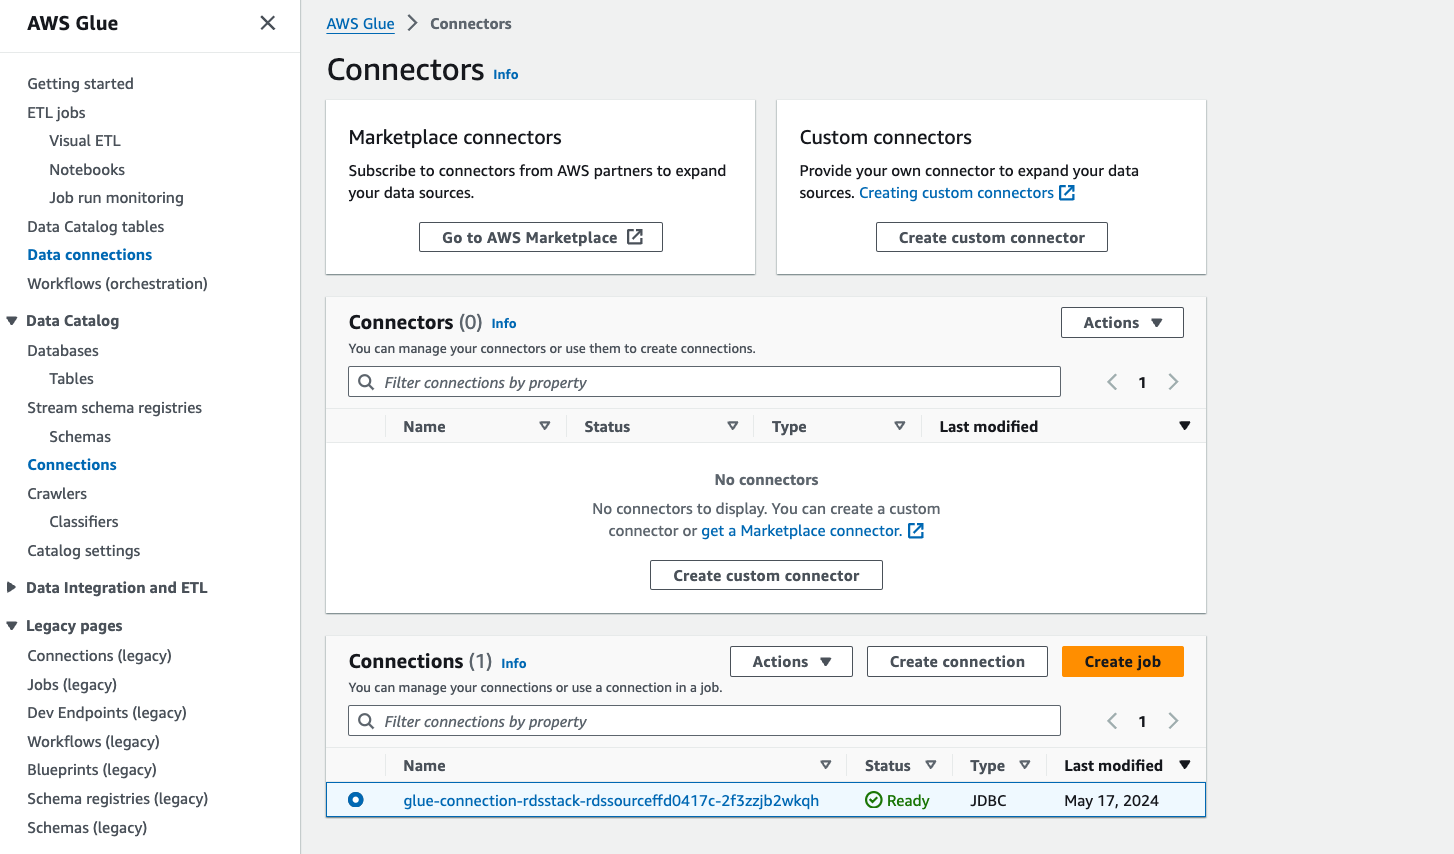 AWS Glue
Getting started
ETL jobs
Visual ETL
Notebooks
Job run monitoring
Data Catalog tables
Data connections
Workflows (orchestration)
Data Catalog
Databases
Tables
Stream schema registries
Schemas
Connections
Crawlers
Classifiers
Catalog settings
Data Integration and ETL
Legacy pages
Connections (legacy)
Jobs (legacy)
Dev Endpoints (legacy)
Workflows (legacy)
Blueprints (legacy)
Schema registries (legacy)
Schemas (legacy)
AWS Glue > Connectors
Connectors Info
Marketplace connectors
Subscribe to connectors from AWS partners to expand
your data sources.
Go to AWS Marketplace
Custom connectors
Provide your own connector to expand your data
sources. Creating custom connectors
Create custom connector
Connectors (0) Info
Actions
You can manage your connectors or use them to create connections.
Filter connections by property
1
Name Status Type Last modified
No connectors
No connectors to display. You can create a custom
connector or get a Marketplace connector.
Create custom connector
Connections (1) Info
Actions Create connection Create job
You can manage your connections or use a connection in a job.
Filter connections by property
1
Name Status Type Last modified
glue-connection-rdsstack-rdssourceffd0417c-2f3zzjb2wkqh Ready JDBC May 17, 2024